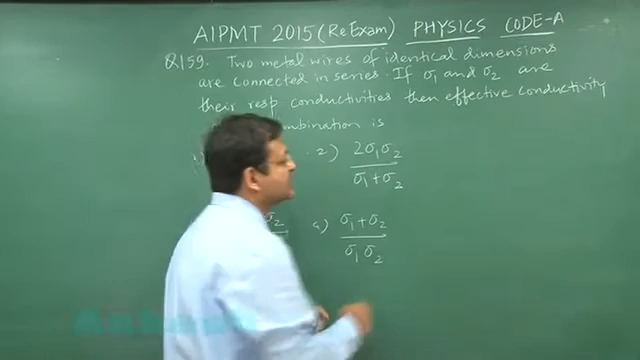 AIPMT 2015 (ReExam) PHYSICS CODE-A
Q159. Two metal wires of identical dimensions
are connected in series. If σ1 and σ2 are
their resp conductivities then effective conductivity
mbination is
2) 2σ1σ2 / σ1+σ2
σ2
4) σ1+σ2 / σ1σ2